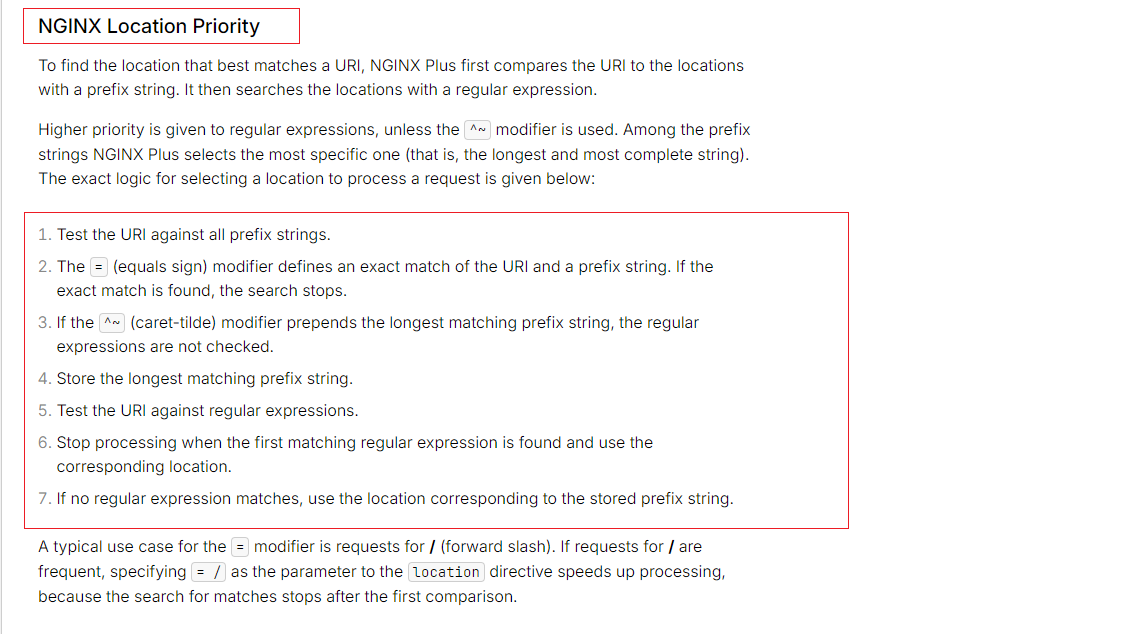 NGINX Location Priority
To find the location that best matches a URI, NGINX Plus first compares the URI to the locations
with a prefix string. It then searches the locations with a regular expression.
Higher priority is given to regular expressions, unless the ^~ modifier is used. Among the prefix
strings NGINX Plus selects the most specific one (that is, the longest and most complete string).
The exact logic for selecting a location to process a request is given below:
1. Test the URI against all prefix strings.
2. The = (equals sign) modifier defines an exact match of the URI and a prefix string. If the
exact match is found, the search stops.
3. If the ^~ (caret-tilde) modifier prepends the longest matching prefix string, the regular
expressions are not checked.
4. Store the longest matching prefix string.
5. Test the URI against regular expressions.
6. Stop processing when the first matching regular expression is found and use the
corresponding location.
7. If no regular expression matches, use the location corresponding to the stored prefix string.
A typical use case for the = modifier is requests for / (forward slash). If requests for / are
frequent, specifying = / as the parameter to the location directive speeds up processing,
because the search for matches stops after the first comparison.